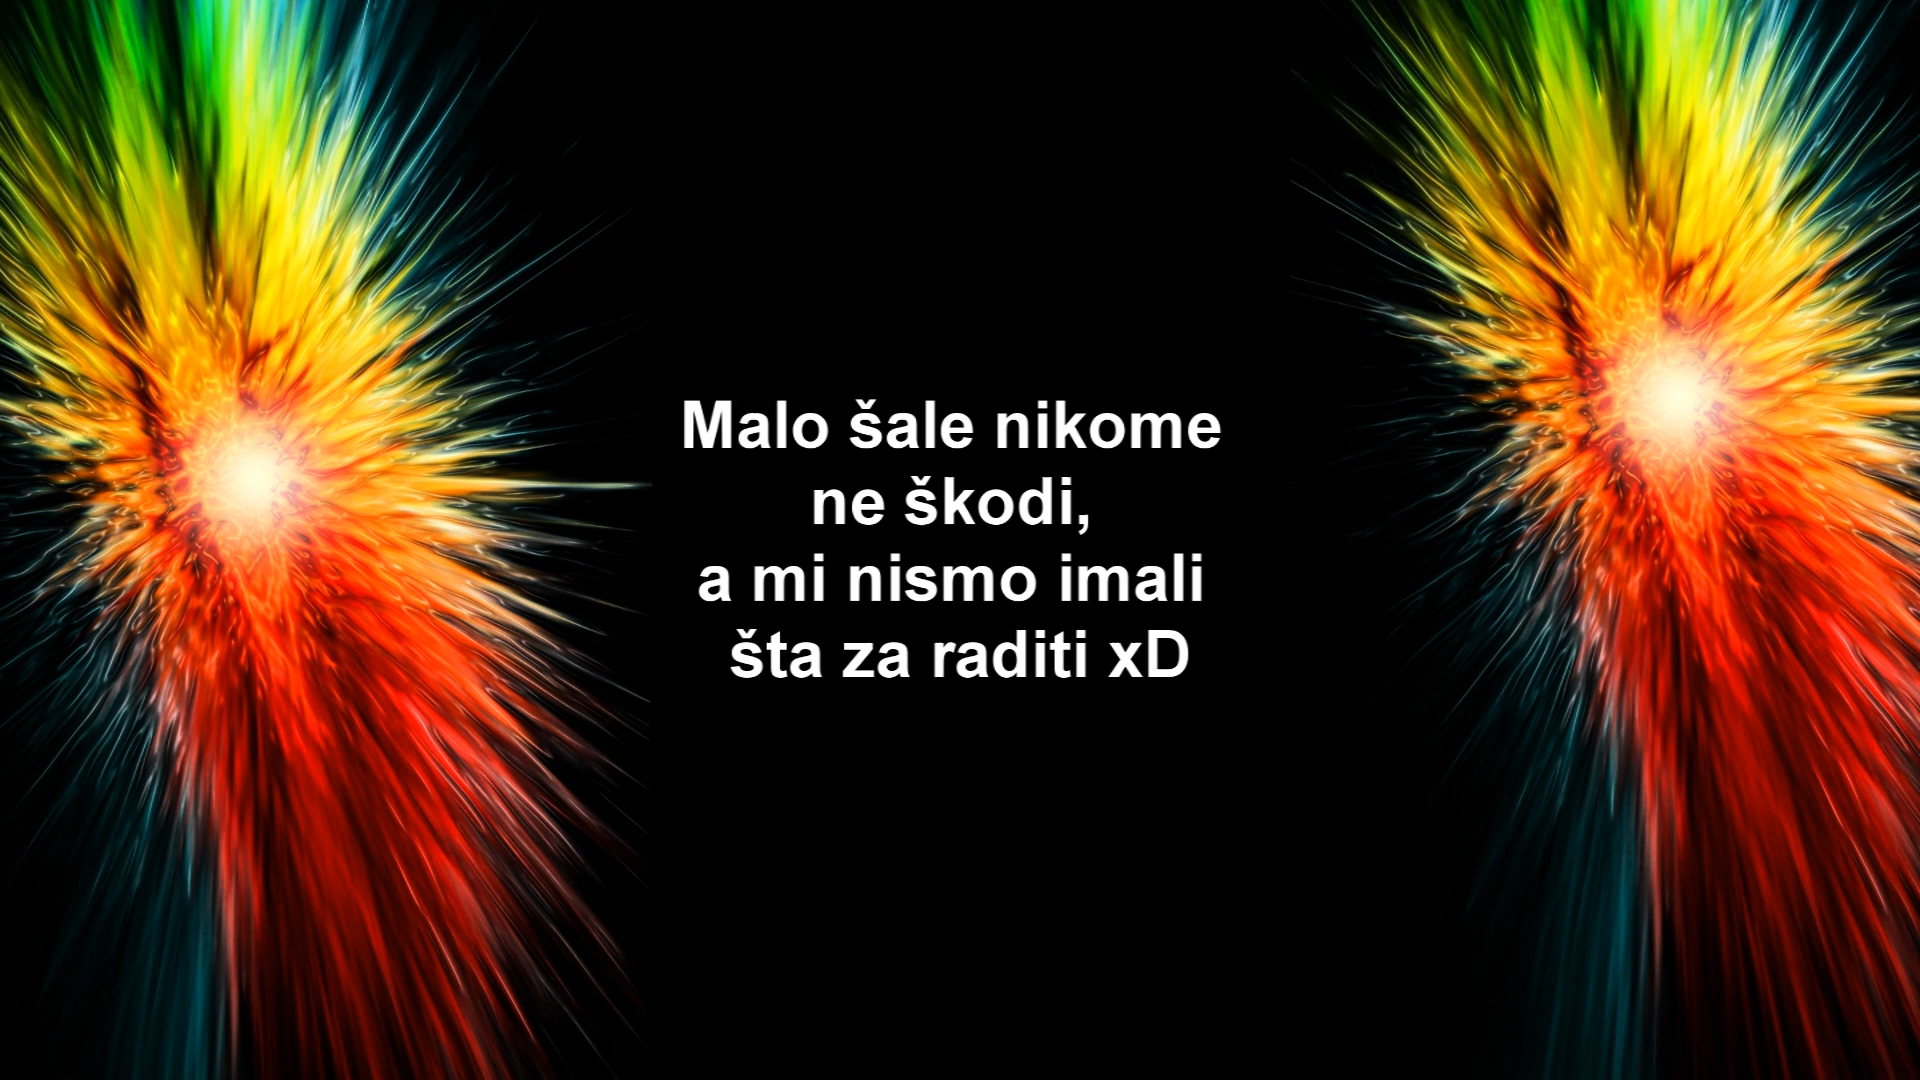 Malo šale nikome
ne škodi,
a mi nismo imali
šta za raditi xD